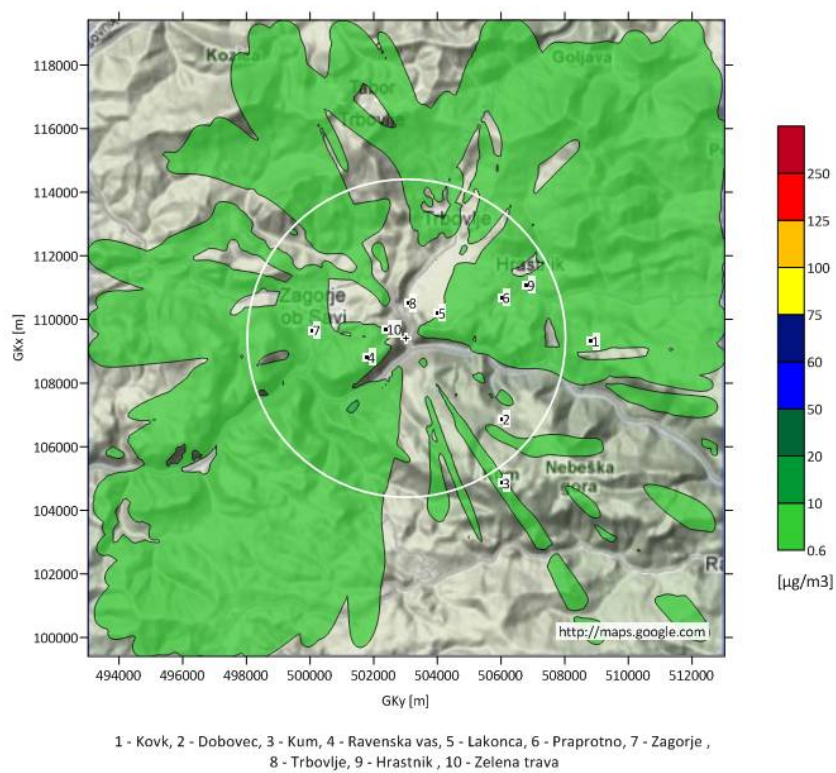 118000
116000
114000
112000
110000
108000
106000
104000
102000
100000
GKx [m]
Goljava
Tabor
Trbovlje
Trbovlje
Hrastnik
Zagorje
ob Savi
Nebeška
gora
1
2
3
4
5
6
7
8
9
10
http://maps.google.com
494000 496000 498000 500000 502000 504000 506000 508000 510000 512000
GKy [m]
250
125
100
75
60
50
20
10
0.6
[µg/m3]
1 - Kovk, 2 - Dobovec, 3 - Kum, 4 - Ravenska vas, 5 - Lakonca, 6 - Praprotno, 7 - Zagorje ,
8 - Trbovlje, 9 - Hrastnik , 10 - Zelena trava